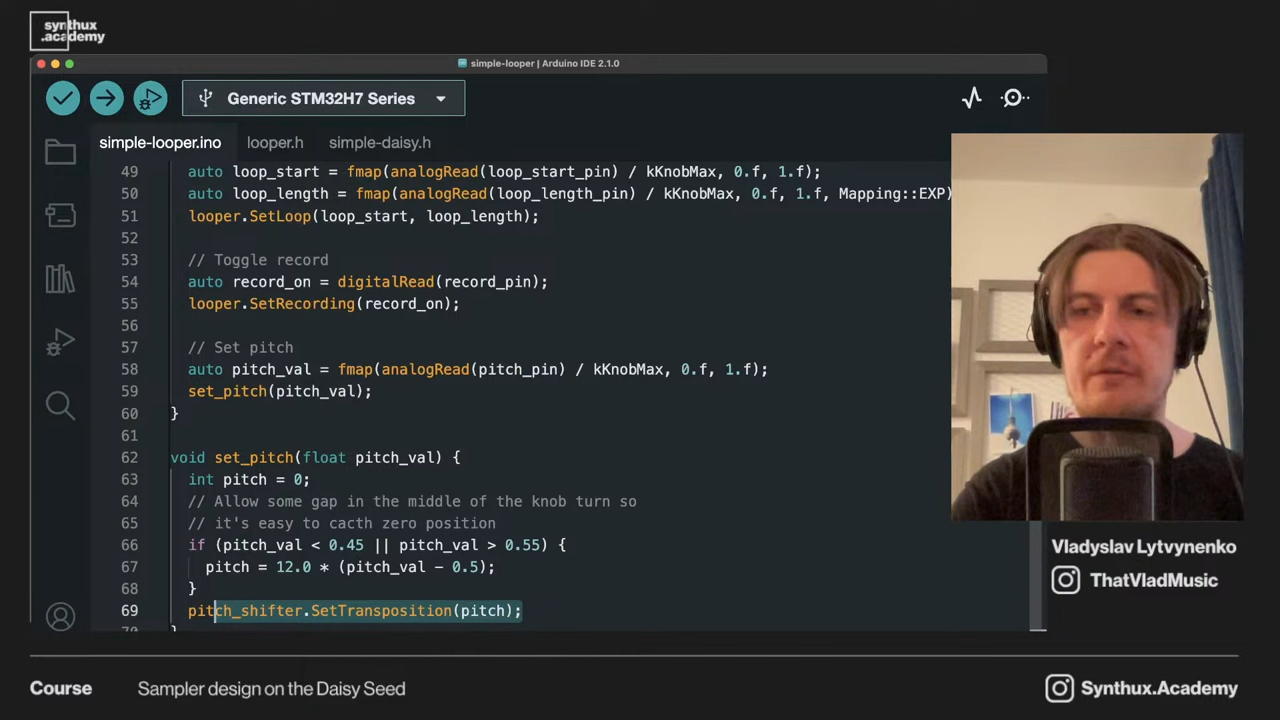 synthux
.academy
simple-looper | Arduino IDE 2.1.0
Generic STM32H7 Series
simple-looper.ino looper.h simple-daisy.h
49 auto loop_start = fmap(analogRead(loop_start_pin) / kKnobMax, 0.f, 1.f);
50 auto loop_length = fmap(analogRead(loop_length_pin) / kKnobMax, 0.f, 1.f, Mapping::EXP)
51 looper.SetLoop(loop_start, loop_length);
52
53 // Toggle record
54 auto record_on = digitalRead(record_pin);
55 looper.SetRecording(record_on);
56
57 // Set pitch
58 auto pitch_val = fmap(analogRead(pitch_pin) / kKnobMax, 0.f, 1.f);
59 set_pitch(pitch_val);
60 }
61
62 void set_pitch(float pitch_val) {
63 int pitch = 0;
64 // Allow some gap in the middle of the knob turn so
65 // it's easy to cacth zero position
66 if (pitch_val < 0.45 || pitch_val > 0.55) {
67 pitch = 12.0 * (pitch_val - 0.5);
68 }
69 pitch_shifter.SetTransposition(pitch);
70 }
Vladyslav Lytvynenko
ThatVladMusic
Course Sampler design on the Daisy Seed
Synthux.Academy